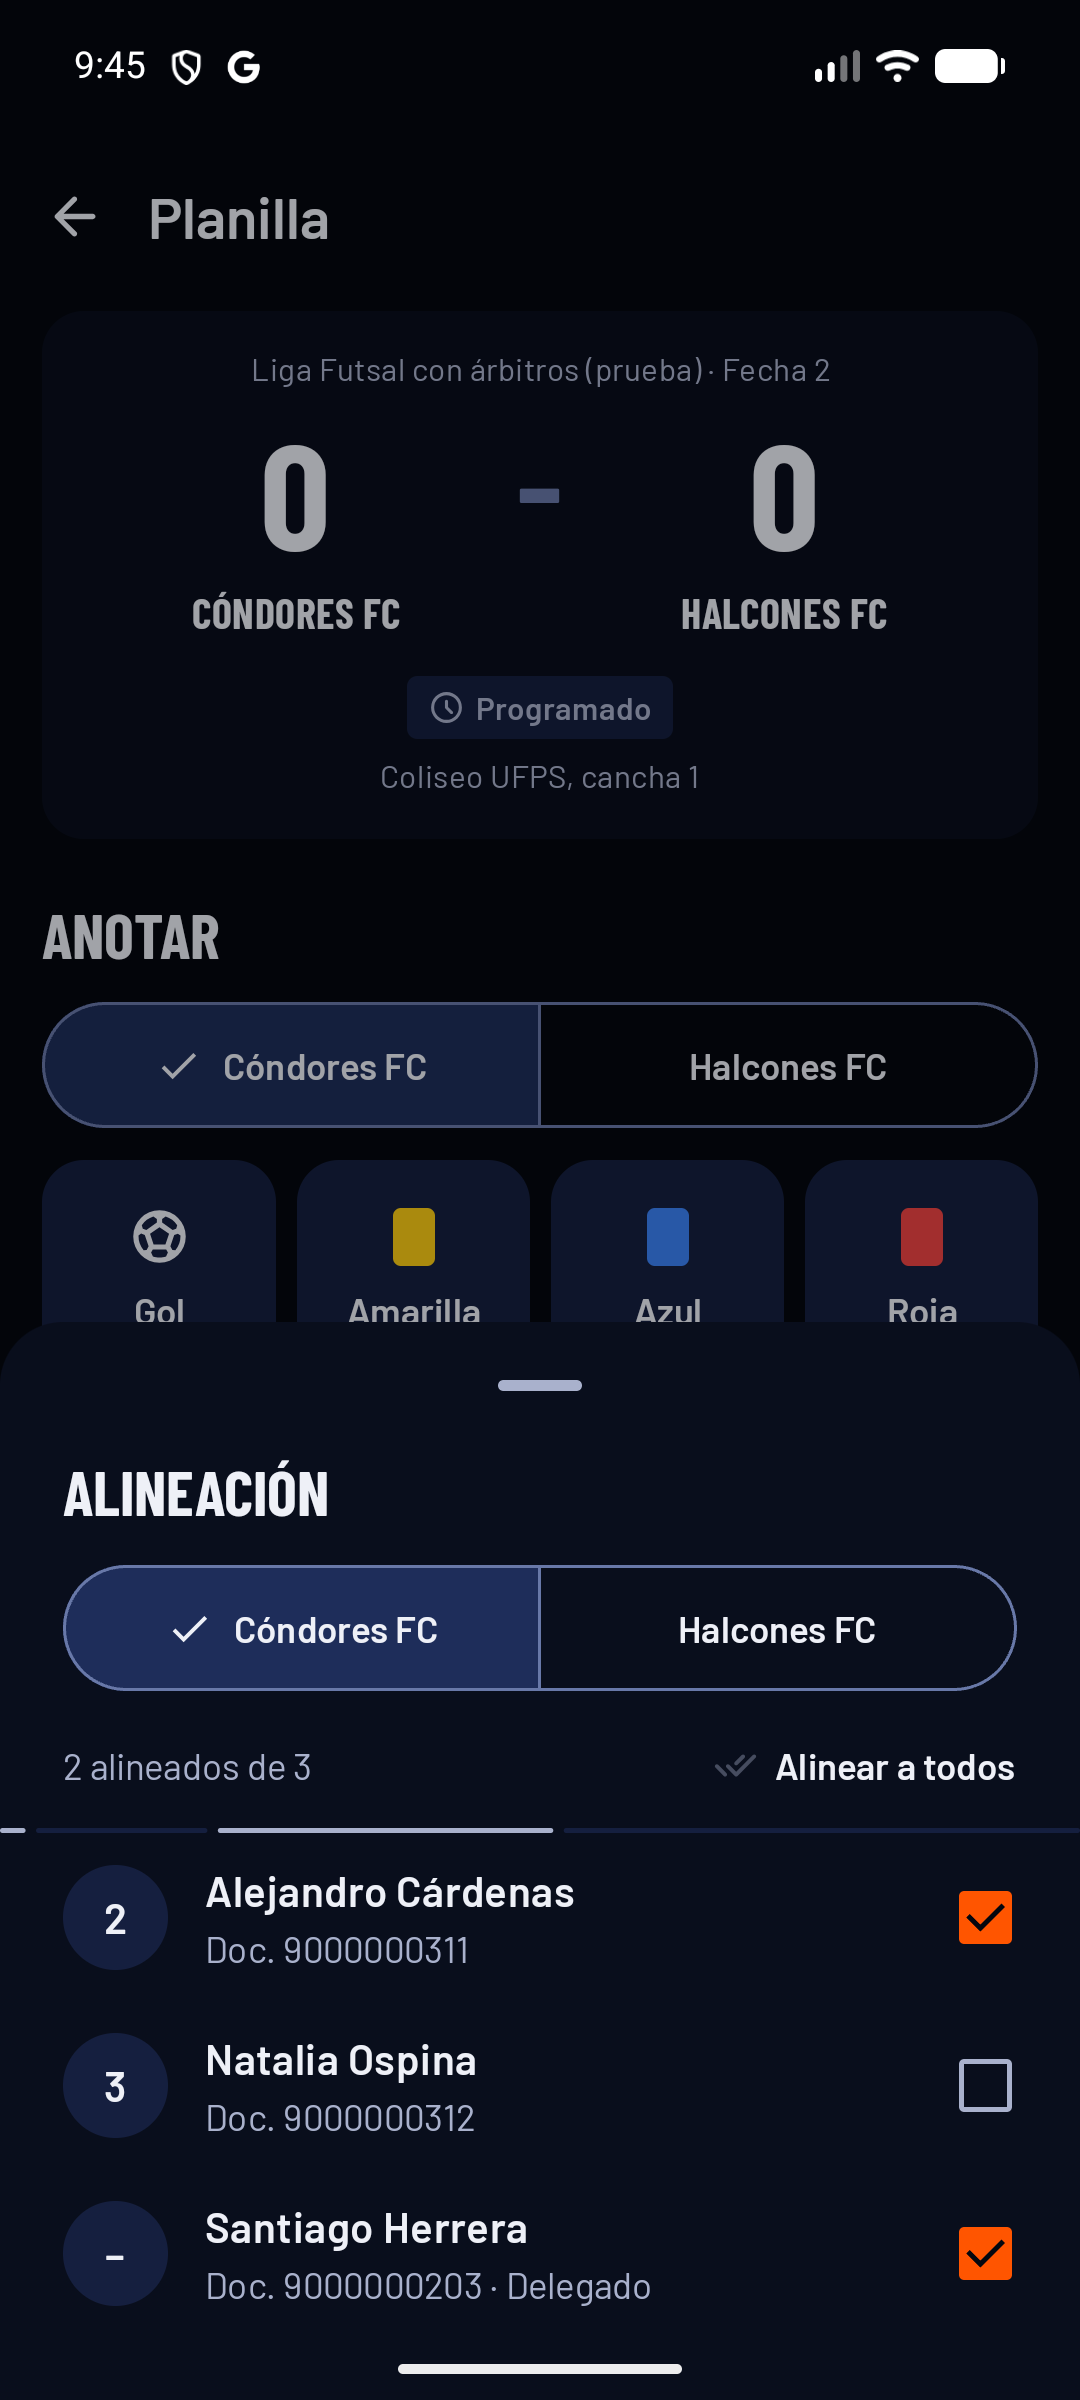 9:45
Planilla
Liga Futsal con árbitros (prueba) · Fecha 2
0 - 0
CÓNDORES FC HALCONES FC
Programado
Coliseo UFPS, cancha 1
ANOTAR
Cóndores FC Halcones FC
Gol Amarilla Azul Roja
ALINEACIÓN
Cóndores FC Halcones FC
2 alineados de 3 Alinear a todos
2 Alejandro Cárdenas
Doc. 9000000311
3 Natalia Ospina
Doc. 9000000312
– Santiago Herrera
Doc. 9000000203 · Delegado